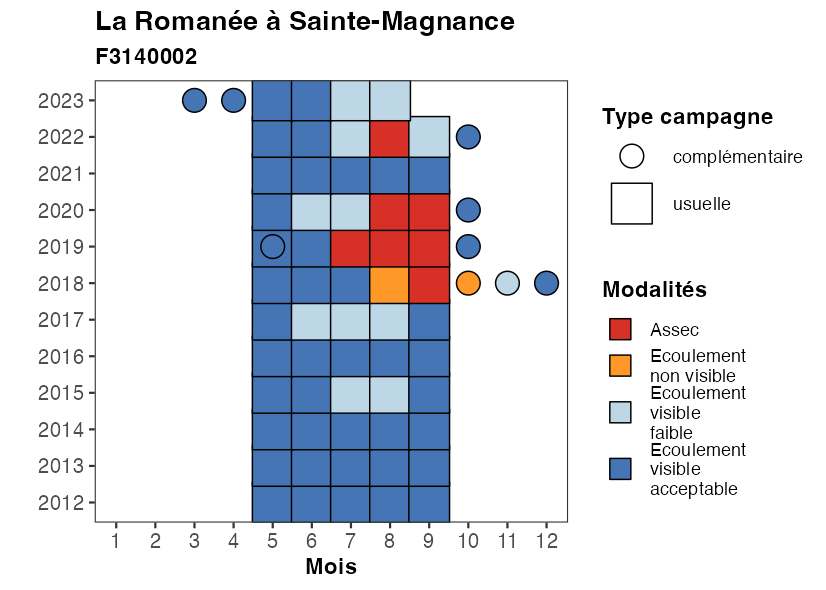 La Romanée à Sainte-Magnance
F3140002
2023
2022
2021
2020
2019
2018
2017
2016
2015
2014
2013
2012
1 2 3 4 5 6 7 8 9 10 11 12
Mois
Type campagne
complémentaire
usuelle
Modalités
Assec
Ecoulement
non visible
Ecoulement
visible
faible
Ecoulement
visible
acceptable